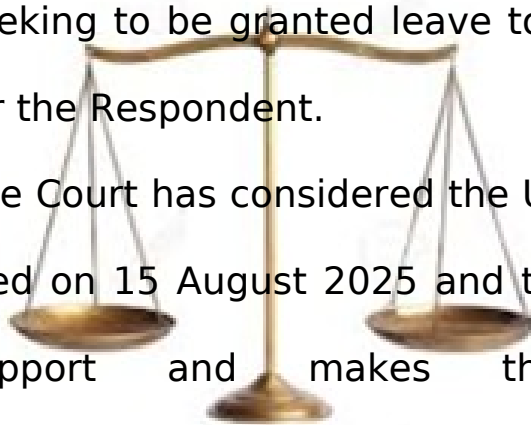 eking to be granted leave to
r the Respondent.
e Court has considered the U
ed on 15 August 2025 and t
pport and makes th